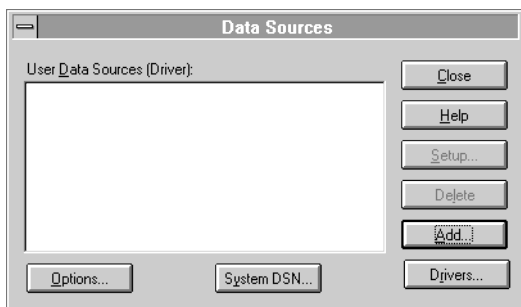 Data Sources
User Data Sources (Driver):
Close
Help
Setup...
Delete
Add...
Options...
System DSN...
Drivers...